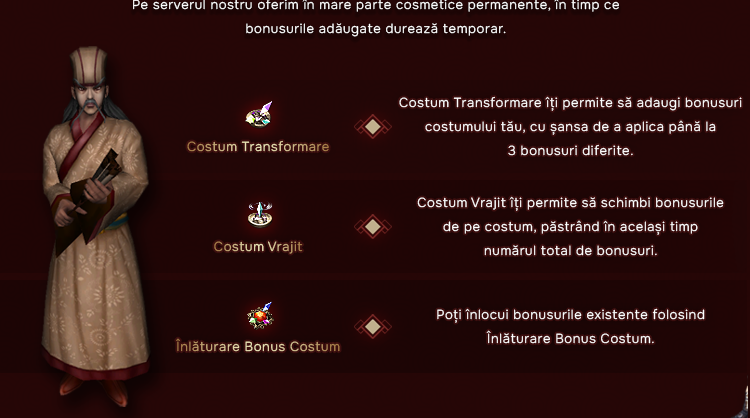 Pe serverul nostru oferim în mare parte cosmetice permanente, în timp ce
bonusurile adăugate durează temporar.
Costum Transformare
Costum Transformare îți permite să adaugi bonusuri
costumului tău, cu șansa de a aplica până la
3 bonusuri diferite.
Costum Vrajit
Costum Vrajit îți permite să schimbi bonusurile
de pe costum, păstrând în același timp
numărul total de bonusuri.
Înlăturare Bonus Costum
Poți înlocui bonusurile existente folosind
Înlăturare Bonus Costum.